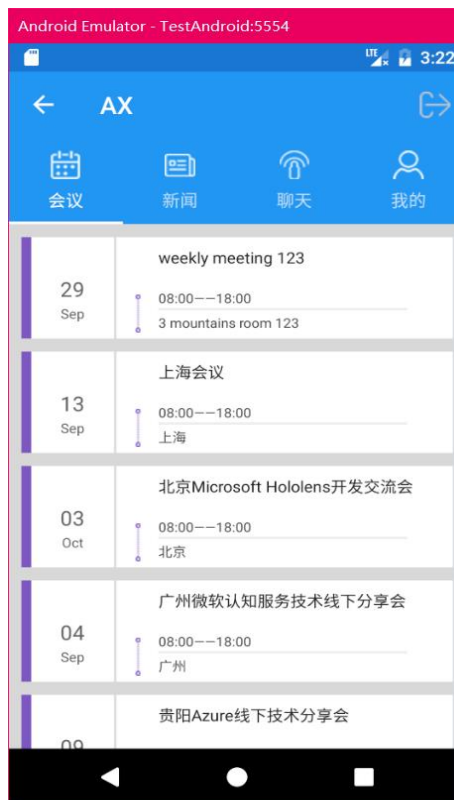 Android Emulator - TestAndroid:5554
LTE 3:22
AX
会议 新闻 聊天 我的
weekly meeting 123
29
Sep
08:00——18:00
3 mountains room 123
上海会议
13
Sep
08:00——18:00
上海
北京Microsoft Hololens开发交流会
03
Oct
08:00——18:00
北京
广州微软认知服务技术线下分享会
04
Sep
08:00——18:00
广州
贵阳Azure线下技术分享会